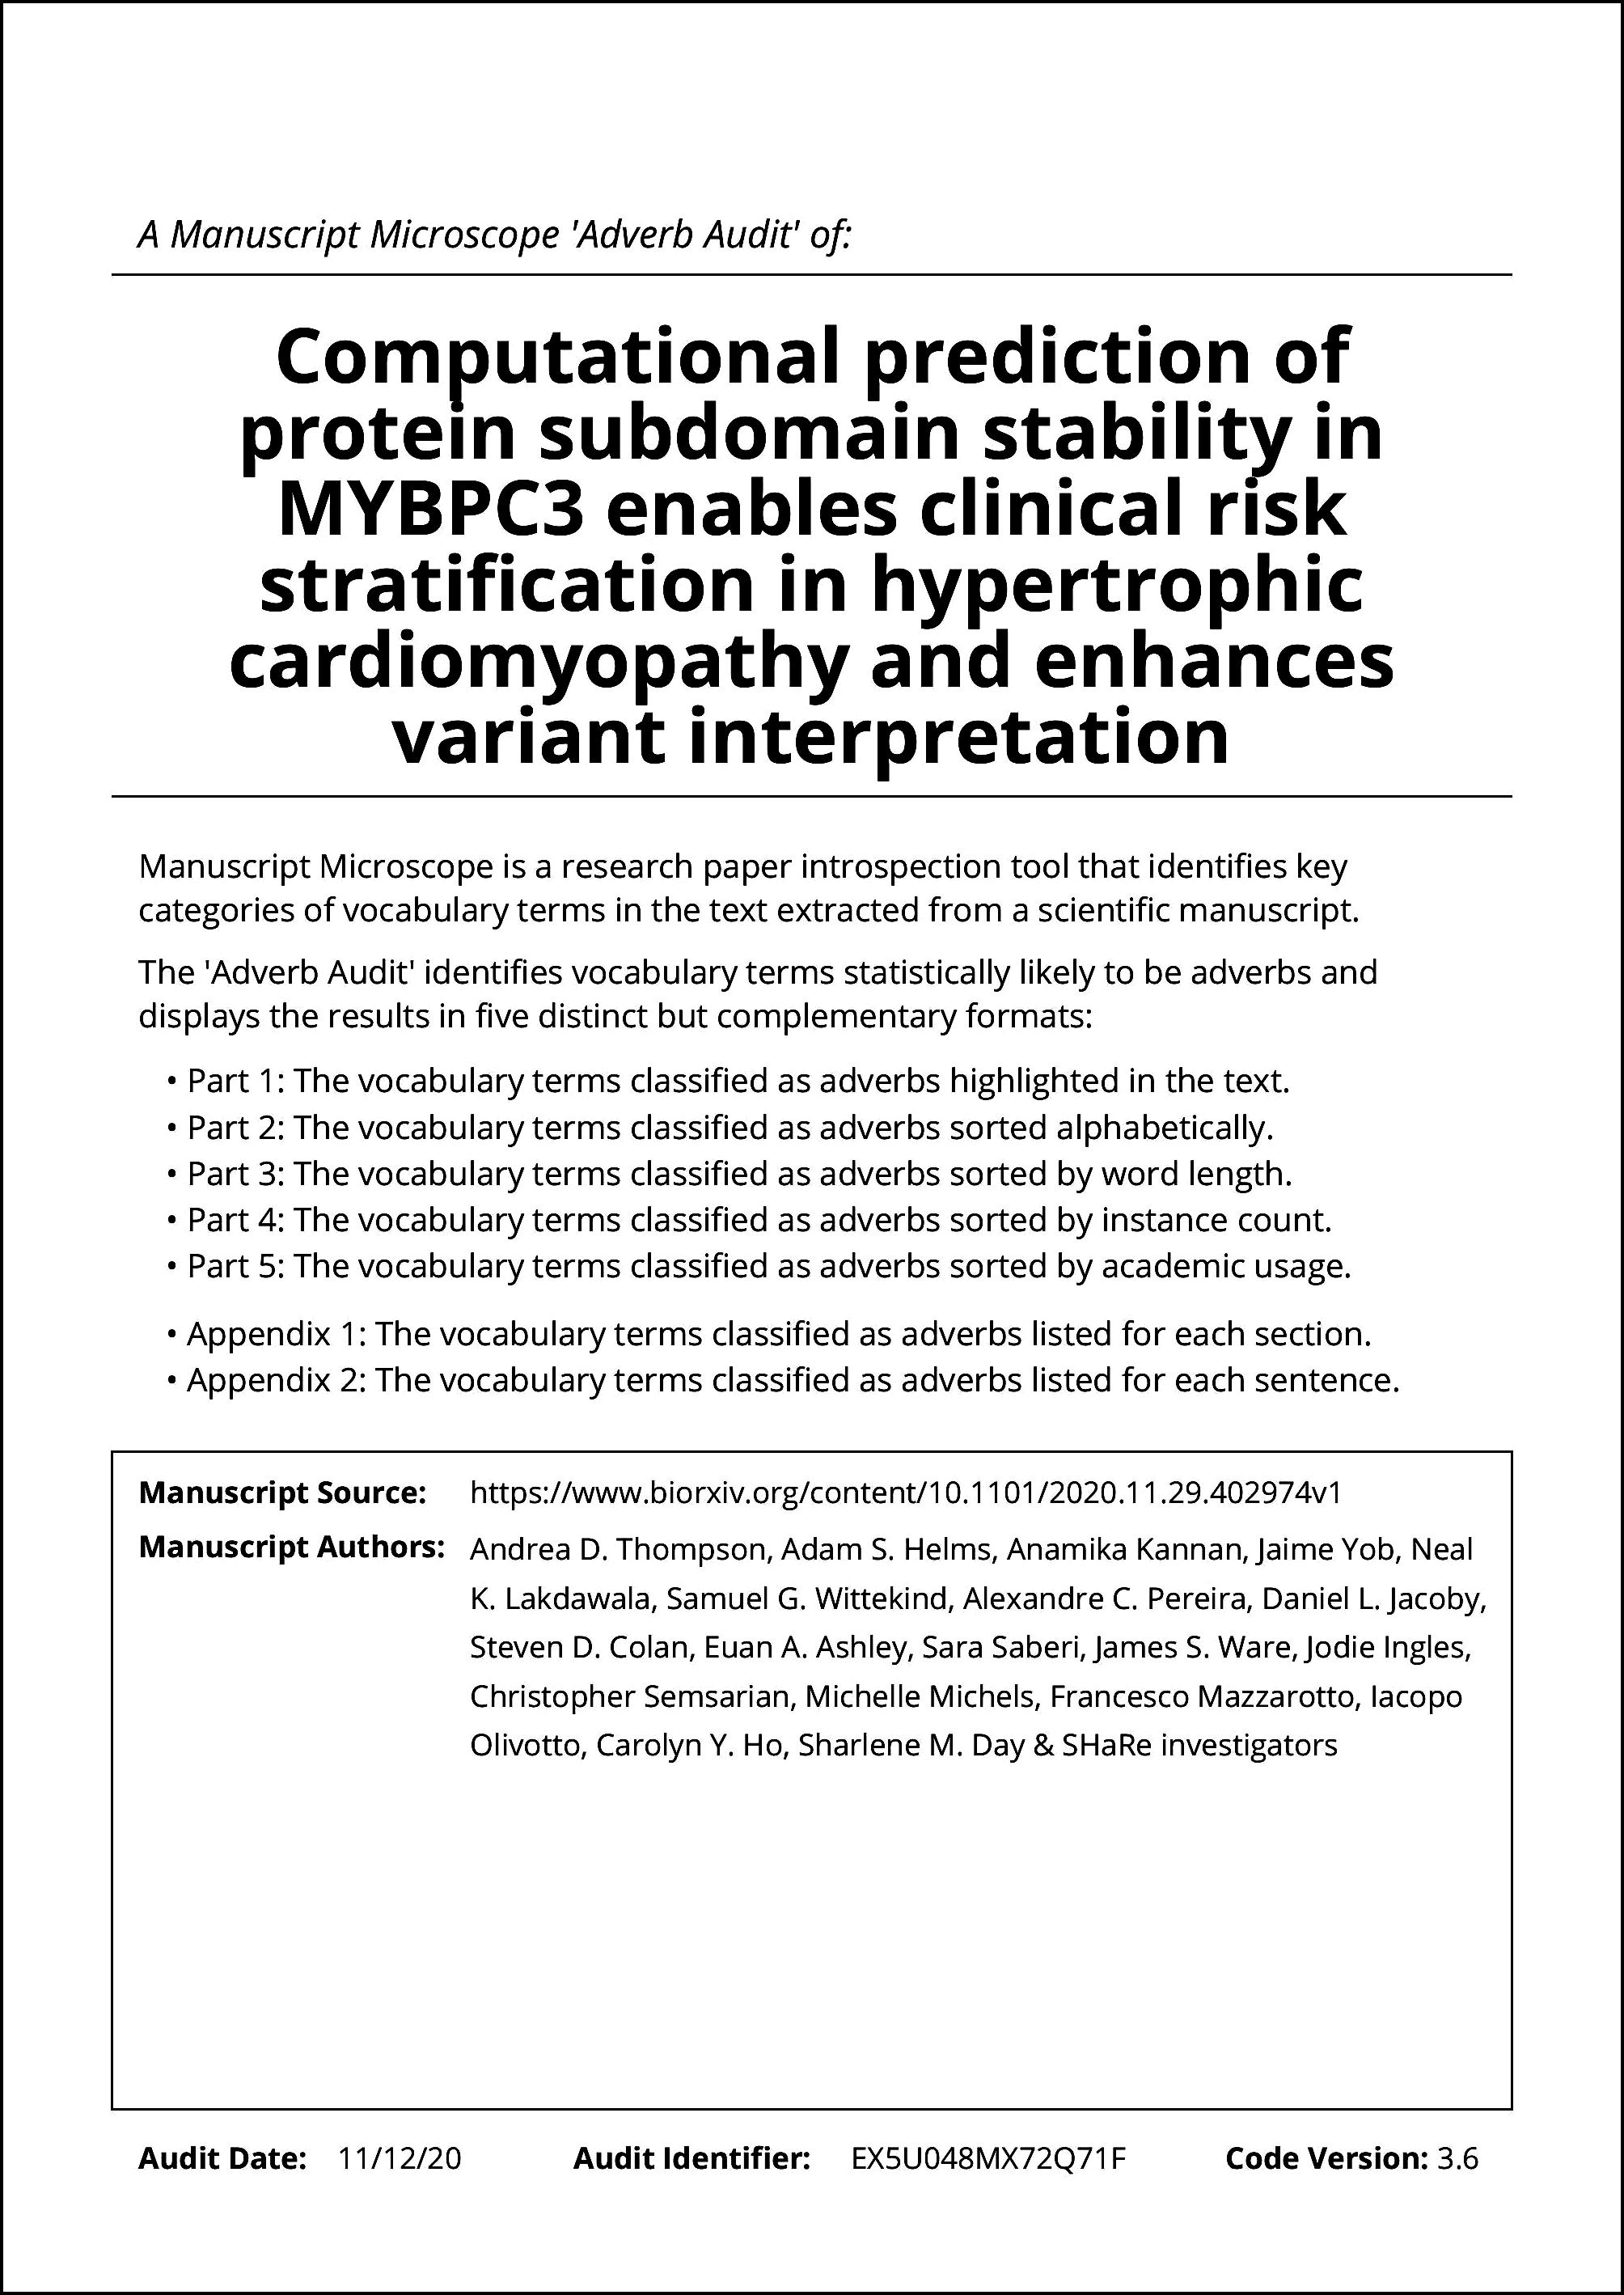 A Manuscript Microscope 'Adverb Audit' of:
Computational prediction of
protein subdomain stability in
MYBPC3 enables clinical risk
stratification in hypertrophic
cardiomyopathy and enhances
variant interpretation
Manuscript Microscope is a research paper introspection tool that identifies key
categories of vocabulary terms in the text extracted from a scientific manuscript.
The 'Adverb Audit' identifies vocabulary terms statistically likely to be adverbs and
displays the results in five distinct but complementary formats:
• Part 1: The vocabulary terms classified as adverbs highlighted in the text.
• Part 2: The vocabulary terms classified as adverbs sorted alphabetically.
• Part 3: The vocabulary terms classified as adverbs sorted by word length.
• Part 4: The vocabulary terms classified as adverbs sorted by instance count.
• Part 5: The vocabulary terms classified as adverbs sorted by academic usage.
• Appendix 1: The vocabulary terms classified as adverbs listed for each section.
• Appendix 2: The vocabulary terms classified as adverbs listed for each sentence.
Manuscript Source: https://www.biorxiv.org/content/10.1101/2020.11.29.402974v1
Manuscript Authors: Andrea D. Thompson, Adam S. Helms, Anamika Kannan, Jaime Yob, Neal
K. Lakdawala, Samuel G. Wittekind, Alexandre C. Pereira, Daniel L. Jacoby,
Steven D. Colan, Euan A. Ashley, Sara Saberi, James S. Ware, Jodie Ingles,
Christopher Semsarian, Michelle Michels, Francesco Mazzarotto, Iacopo
Olivotto, Carolyn Y. Ho, Sharlene M. Day & SHaRe investigators
Audit Date: 11/12/20 Audit Identifier: EX5U048MX72Q71F Code Version: 3.6